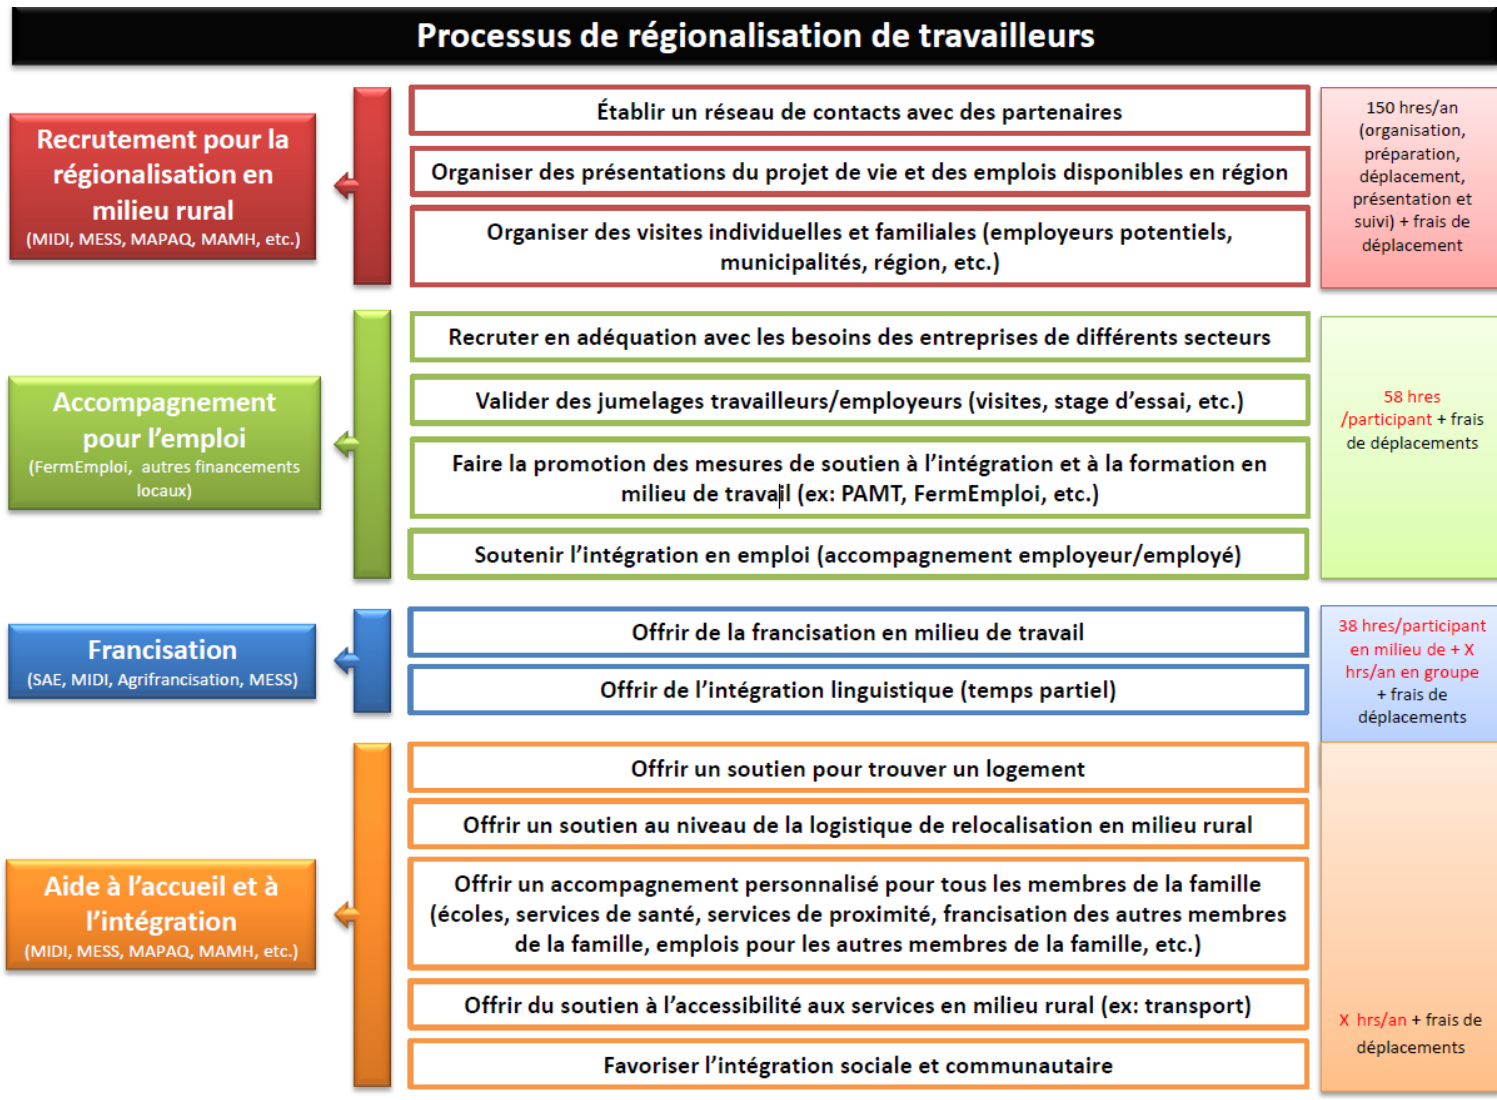 Processus de régionalisation de travailleurs
Recrutement pour la
régionalisation en
milieu rural
(MIDI, MESS, MAPAQ, MAMH, etc.)
Établir un réseau de contacts avec des partenaires
Organiser des présentations du projet de vie et des emplois disponibles en région
Organiser des visites individuelles et familiales (employeurs potentiels,
municipalités, région, etc.)
150 hres/an
(organisation,
préparation,
déplacement,
présentation et
suivi) + frais de
déplacement
Accompagnement
pour l'emploi
(FermEmploi, autres financements
locaux)
Recruter en adéquation avec les besoins des entreprises de différents secteurs
Valider des jumelages travailleurs/employeurs (visites, stage d'essai, etc.)
Faire la promotion des mesures de soutien à l'intégration et à la formation en
milieu de travail (ex: PAMT, FermEmploi, etc.)
Soutenir l'intégration en emploi (accompagnement employeur/employé)
58 hres
/participant + frais
de déplacements
Francisation
(SAE, MIDI, Agrifrancisation, MESS)
Offrir de la francisation en milieu de travail
Offrir de l'intégration linguistique (temps partiel)
38 hres/participant
en milieu de + X
hrs/an en groupe
+ frais de
déplacements
Aide à l'accueil et à
l'intégration
(MIDI, MESS, MAPAQ, MAMH, etc.)
Offrir un soutien pour trouver un logement
Offrir un soutien au niveau de la logistique de relocalisation en milieu rural
Offrir un accompagnement personnalisé pour tous les membres de la famille
(écoles, services de santé, services de proximité, francisation des autres membres
de la famille, emplois pour les autres membres de la famille, etc.)
Offrir du soutien à l'accessibilité aux services en milieu rural (ex: transport)
Favoriser l'intégration sociale et communautaire
X hrs/an + frais de
déplacements